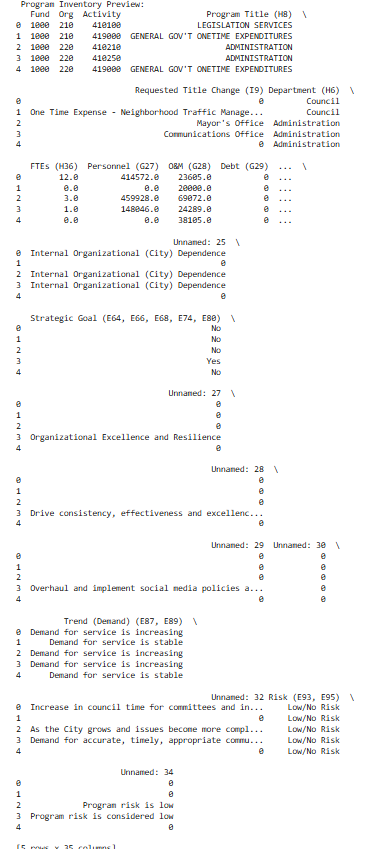 Program Inventory Preview:
Fund Org Activity Program Title (H8) \
0 1000 210 410100 LEGISLATION SERVICES
1 1000 210 419000 GENERAL GOV'T ONETIME EXPENDITURES
2 1000 220 410210 ADMINISTRATION
3 1000 220 410250 ADMINISTRATION
4 1000 220 419000 GENERAL GOV'T ONETIME EXPENDITURES
Requested Title Change (I9) Department (H6) \
0 0 Council
1 One Time Expense - Neighborhood Traffic Manage... Council
2 Mayor's Office Administration
3 Communications Office Administration
4 0 Administration
FTEs (H36) Personnel (G27) O&M (G28) Debt (G29) ... \
0 12.0 414572.0 23605.0 0 ...
1 0.0 0.0 20000.0 0 ...
2 3.0 459928.0 69072.0 0 ...
3 1.0 148046.0 24289.0 0 ...
4 0.0 0.0 38105.0 0 ...
Unnamed: 25 \
0 Internal Organizational (City) Dependence
1 0
2 Internal Organizational (City) Dependence
3 Internal Organizational (City) Dependence
4 0
Strategic Goal (E64, E66, E68, E74, E80) \
0 No
1 No
2 No
3 Yes
4 No
Unnamed: 27 \
0 0
1 0
2 0
3 Organizational Excellence and Resilience
4 0
Unnamed: 28 \
0 0
1 0
2 0
3 Drive consistency, effectiveness and excellenc...
4 0
Unnamed: 29 Unnamed: 30 \
0 0 0
1 0 0
2 0 0
3 Overhaul and implement social media policies a... 0
4 0 0
Trend (Demand) (E87, E89) \
0 Demand for service is increasing
1 Demand for service is stable
2 Demand for service is increasing
3 Demand for service is increasing
4 Demand for service is stable
Unnamed: 32 Risk (E93, E95) \
0 Increase in council time for committees and in... Low/No Risk
1 0 Low/No Risk
2 As the City grows and issues become more compl... Low/No Risk
3 Demand for accurate, timely, appropriate commu... Low/No Risk
4 0 Low/No Risk
Unnamed: 34
0 0
1 0
2 Program risk is low
3 Program risk is considered low
4 0
[5 rows x 35 columns]